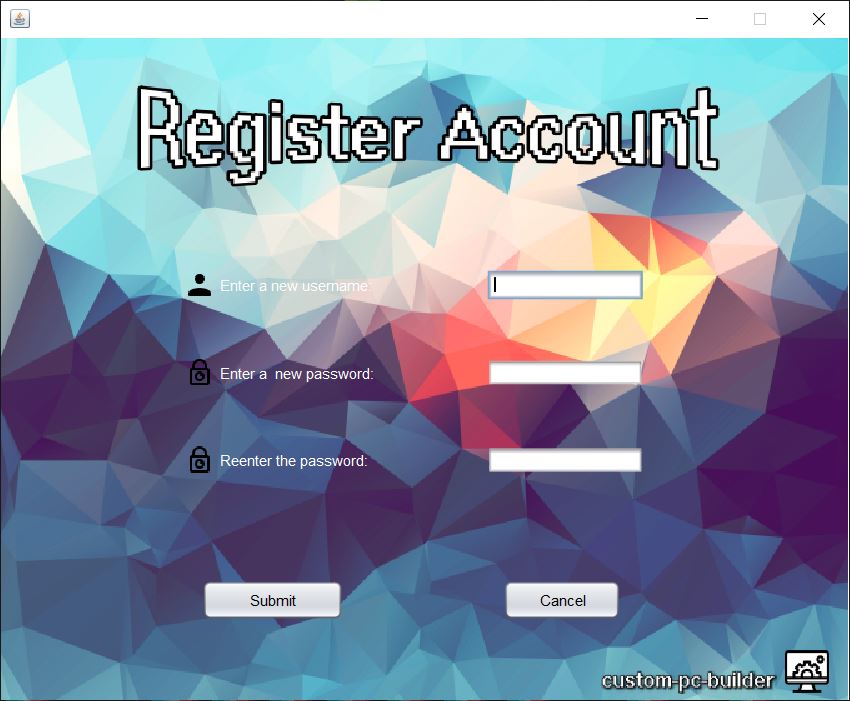 Register Account
Enter a new username:
Enter a  new password:
Reenter the password:
Submit
Cancel
custom-pc-builder